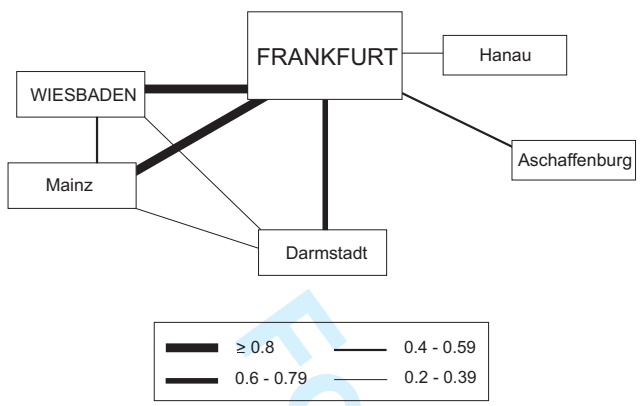 FRANKFURT
Hanau
WIESBADEN
Aschaffenburg
Mainz
Darmstadt
≥ 0.8
0.4 - 0.59
0.6 - 0.79
0.2 - 0.39